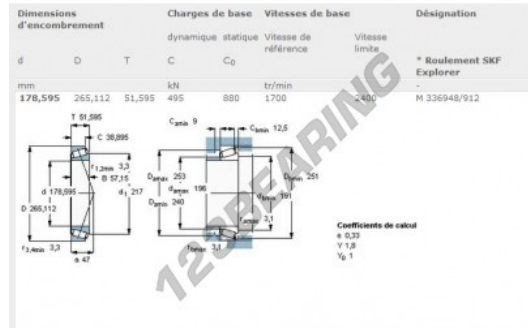 Dimensions d'encombrement
Charges de base
Vitesses de base
Désignation
dynamique statique
Vitesse de référence
Vitesse limite
* Roulement SKF Explorer
d D T C C0
mm kN tr/min -
178,595 265,112 51,595 495 880 1700 2400 M 336948/912
T 51,595
C 38,895
r1,2min 3,3
B 57,15
d 178,595
d1 217
D 265,112
r3,4min 3,3
a 47
Camin 9
Cbmin 12,5
Damax 253
damax 196
Damin 240
Dbmin 251
dbmin 191
ramax 3,1
rbmax 3,1
Coefficients de calcul
e 0,33
Y 1,8
Y0 1
123BEARING